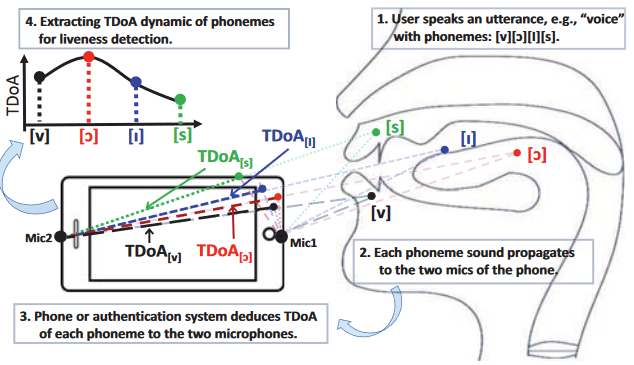 4. Extracting TDoA dynamic of phonemes
for liveness detection.
1. User speaks an utterance, e.g., “voice”
with phonemes: [v][ɔ][I][s].
TDoA
[v]
[ɔ]
[ı]
[s]
[s]
[ı]
[ɔ]
[v]
TDoA[I]
TDoA[s]
Mic2
Mic1
TDoA[v]
TDoA[ɔ]
2. Each phoneme sound propagates
to the two mics of the phone.
3. Phone or authentication system deduces TDoA
of each phoneme to the two microphones.